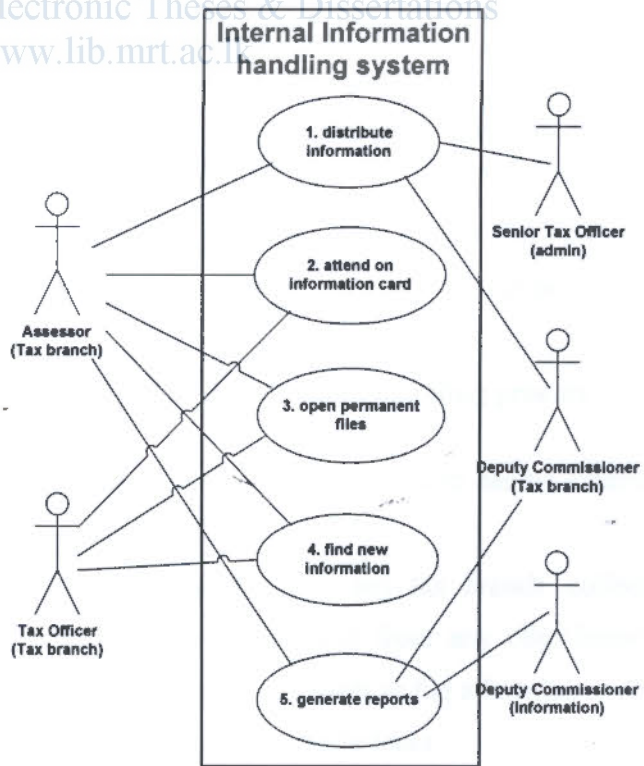 lectronic Theses & Dissertations
ww.lib.mrt.ac.lk
Internal Information
handling system
1. distribute
information
Senior Tax Officer
(admin)
2. attend on
information card
Assessor
(Tax branch)
3. open permanent
files
Deputy Commissioner
(Tax branch)
4. find new
information
Tax Officer
(Tax branch)
5. generate reports
Deputy Commissioner
(Information)